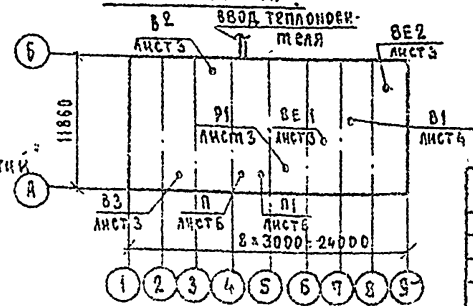 В2
ЛИСТ 3
ВВОД ТЕПЛОНОСИ-
ТЕЛЯ
ВЕ2
ЛИСТ 3
Б
11860
Р1
ЛИСТ 3
ВЕ1
ЛИСТ 3
В1
ЛИСТ 4
А
В3
ЛИСТ 3
1П
ЛИСТ 6
П1
ЛИСТ 6
8×3000=24000
1 2 3 4 5 6 7 8 9